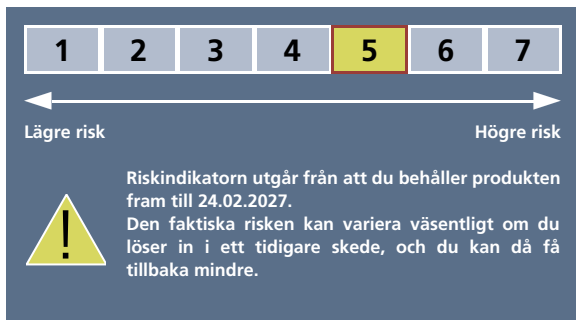 1 2 3 4 5 6 7
Lägre risk Högre risk
Riskindikatorn utgår från att du behåller produkten
fram till 24.02.2027.
Den faktiska risken kan variera väsentligt om du
löser in i ett tidigare skede, och du kan då få
tillbaka mindre.
!